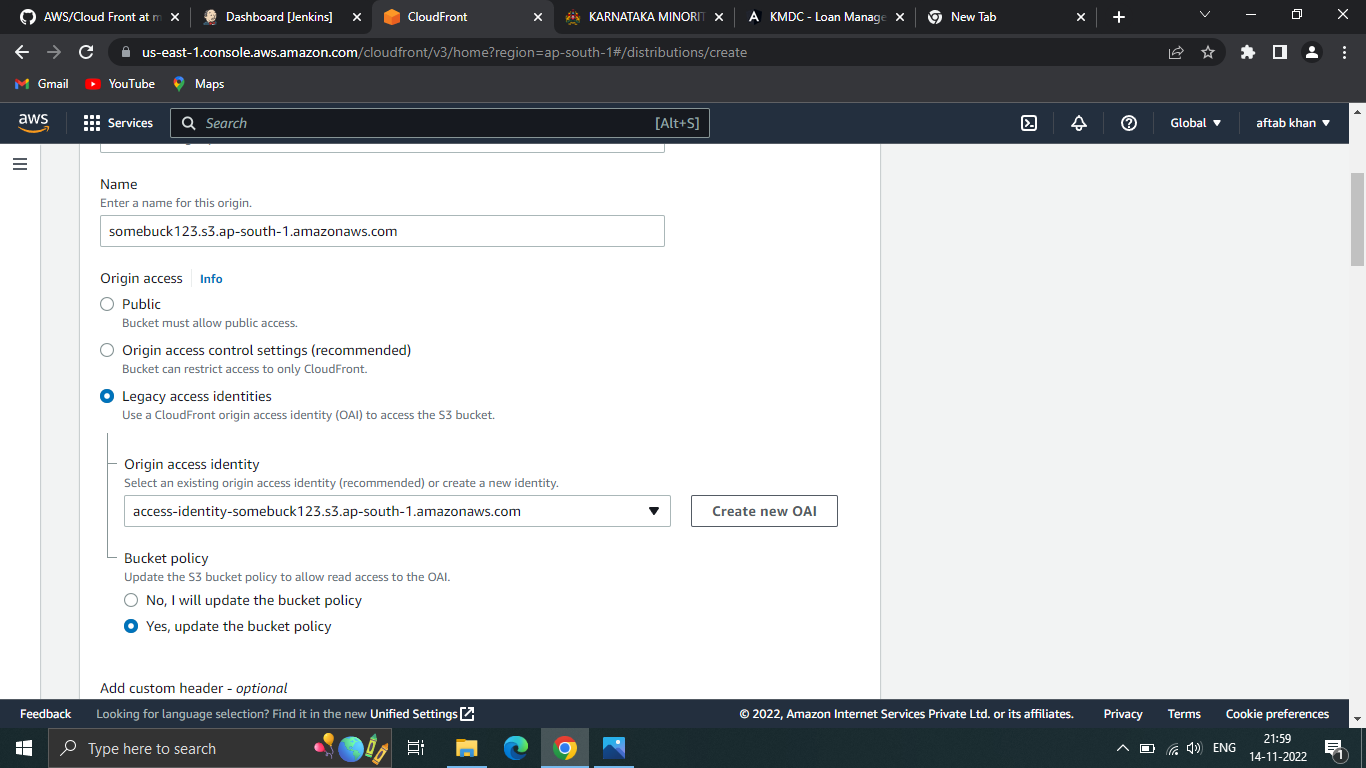 AWS/Cloud Front at m
Dashboard [Jenkins]
CloudFront
KARNATAKA MINORIT
KMDC - Loan Manage
New Tab
us-east-1.console.aws.amazon.com/cloudfront/v3/home?region=ap-south-1#/distributions/create
Gmail
YouTube
Maps
aws
Services
Search
[Alt+S]
Global
aftab khan
Name
Enter a name for this origin.
somebuck123.s3.ap-south-1.amazonaws.com
Origin access
Info
Public
Bucket must allow public access.
Origin access control settings (recommended)
Bucket can restrict access to only CloudFront.
Legacy access identities
Use a CloudFront origin access identity (OAI) to access the S3 bucket.
Origin access identity
Select an existing origin access identity (recommended) or create a new identity.
access-identity-somebuck123.s3.ap-south-1.amazonaws.com
Create new OAI
Bucket policy
Update the S3 bucket policy to allow read access to the OAI.
No, I will update the bucket policy
Yes, update the bucket policy
Add custom header - optional
Feedback
Looking for language selection? Find it in the new Unified Settings
© 2022, Amazon Internet Services Private Ltd. or its affiliates.
Privacy
Terms
Cookie preferences
Type here to search
ENG
21:59
14-11-2022
1